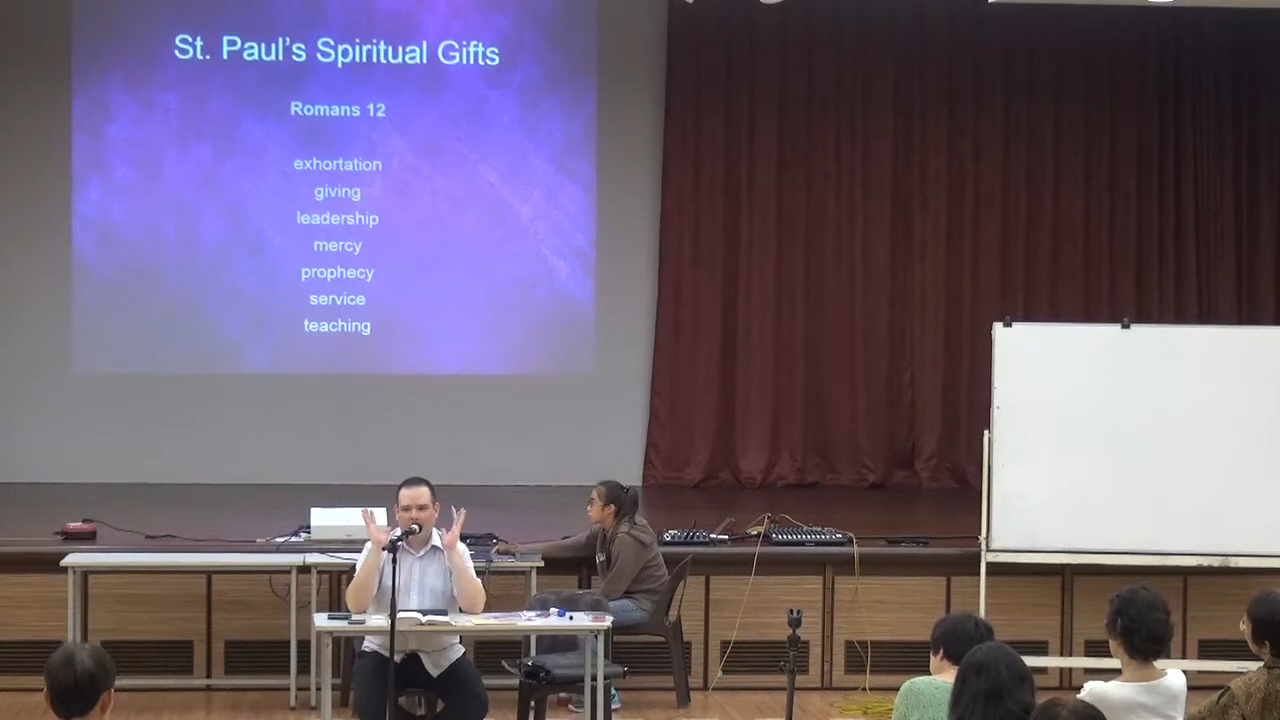 St. Paul's Spiritual Gifts
Romans 12
exhortation
giving
leadership
mercy
prophecy
service
teaching